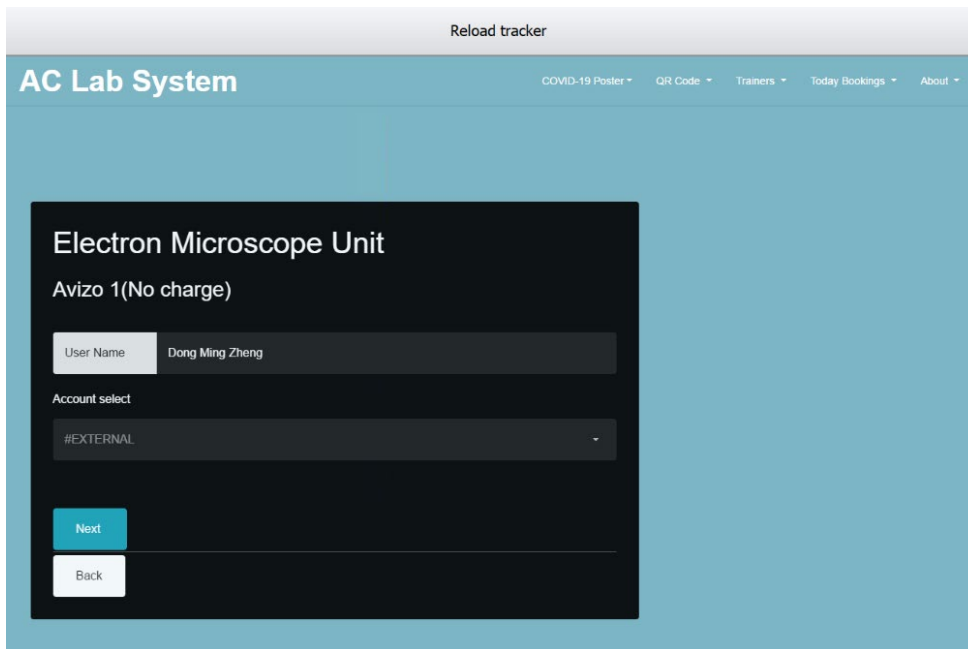 Reload tracker
AC Lab System
COVID-19 Poster
QR Code
Trainers
Today Bookings
About
Electron Microscope Unit
Avizo 1(No charge)
User Name
Dong Ming Zheng
Account select
#EXTERNAL
Next
Back